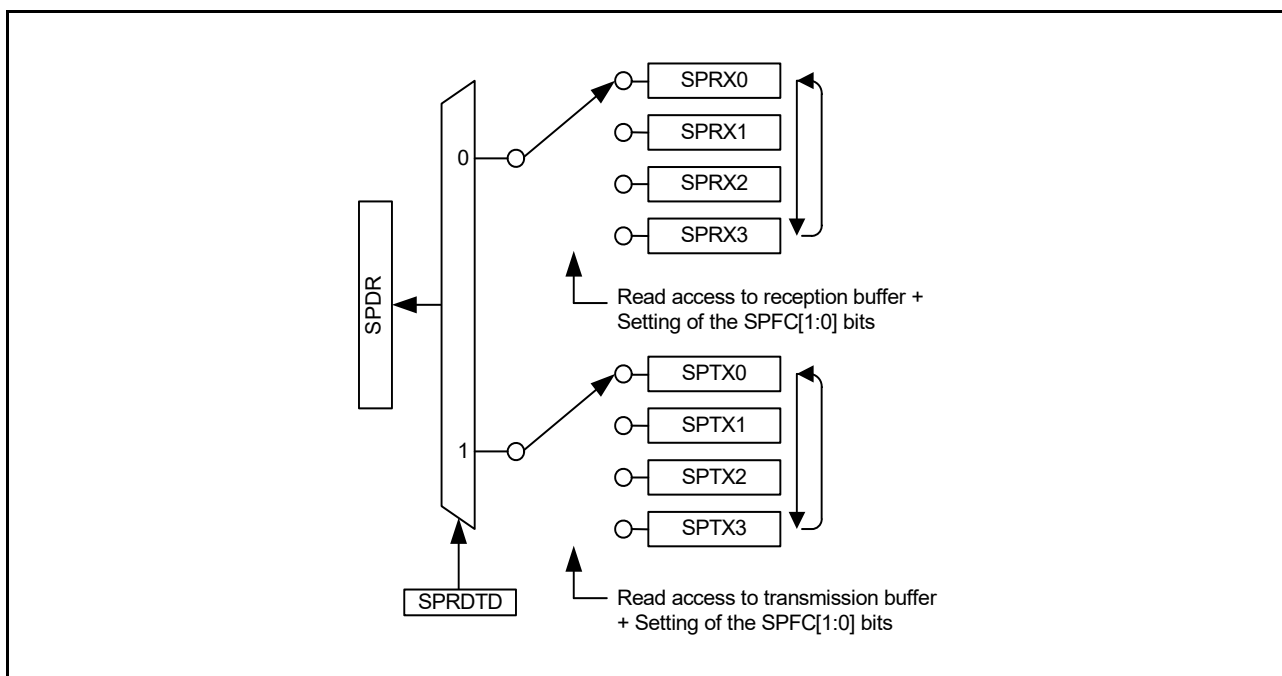 SPRX0
SPRX1
0
SPRX2
SPRX3
SPDR
Read access to reception buffer +
Setting of the SPFC[1:0] bits
SPTX0
SPTX1
1
SPTX2
SPTX3
SPRDTD
Read access to transmission buffer
+ Setting of the SPFC[1:0] bits